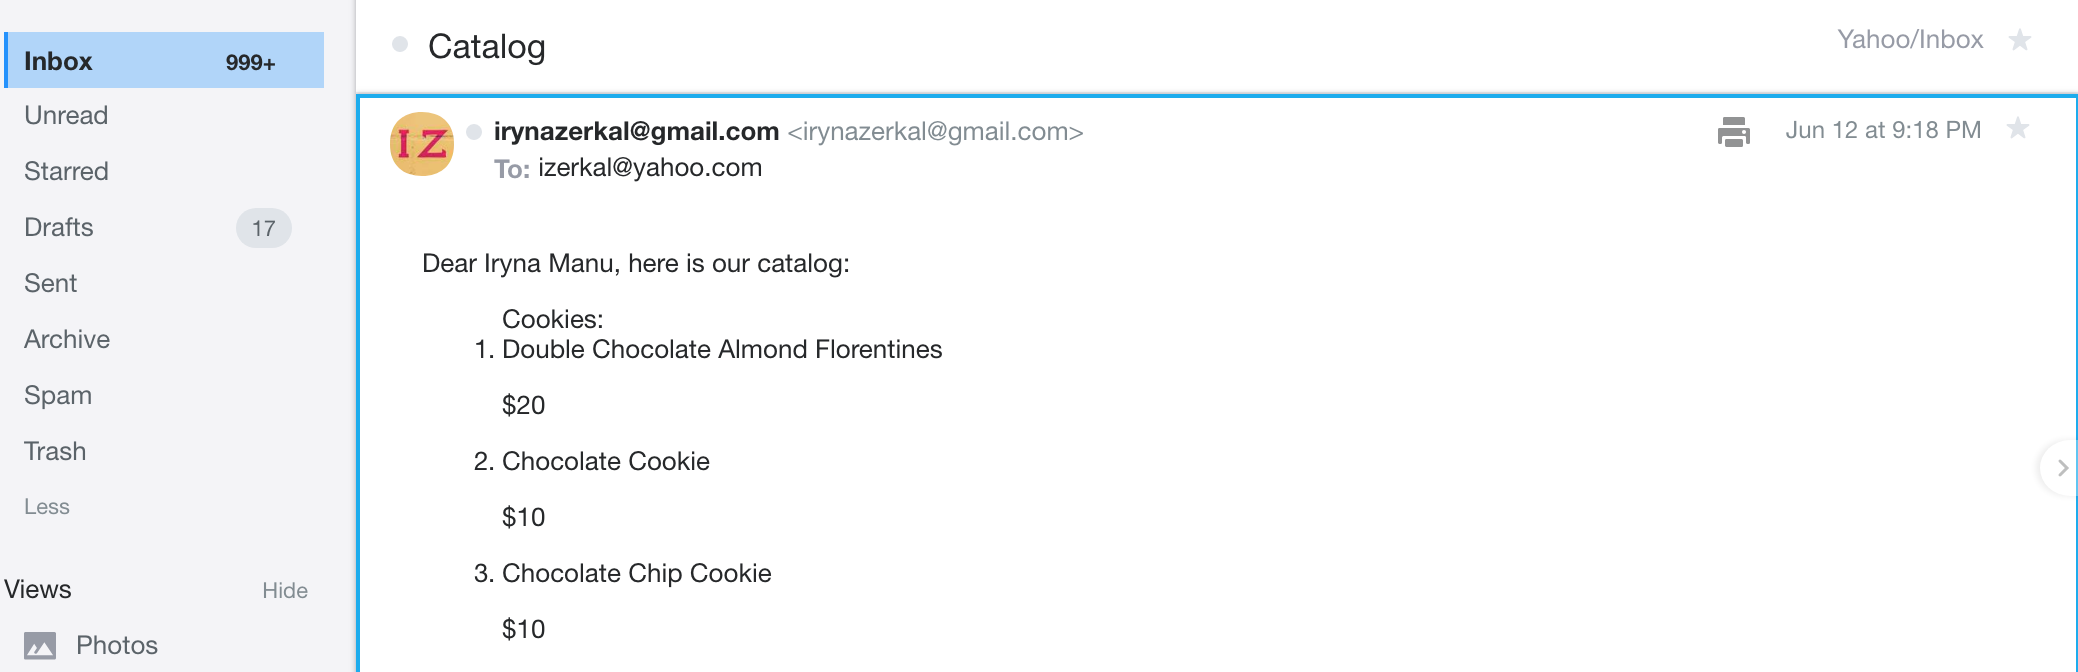 Inbox 999+
Unread
Starred
Drafts 17
Sent
Archive
Spam
Trash
Less
Views Hide
Photos
Catalog
Yahoo/Inbox
IZ
irynazerkal@gmail.com <irynazerkal@gmail.com>
Jun 12 at 9:18 PM
To: izerkal@yahoo.com
Dear Iryna Manu, here is our catalog:
Cookies:
1. Double Chocolate Almond Florentines
$20
2. Chocolate Cookie
$10
3. Chocolate Chip Cookie
$10